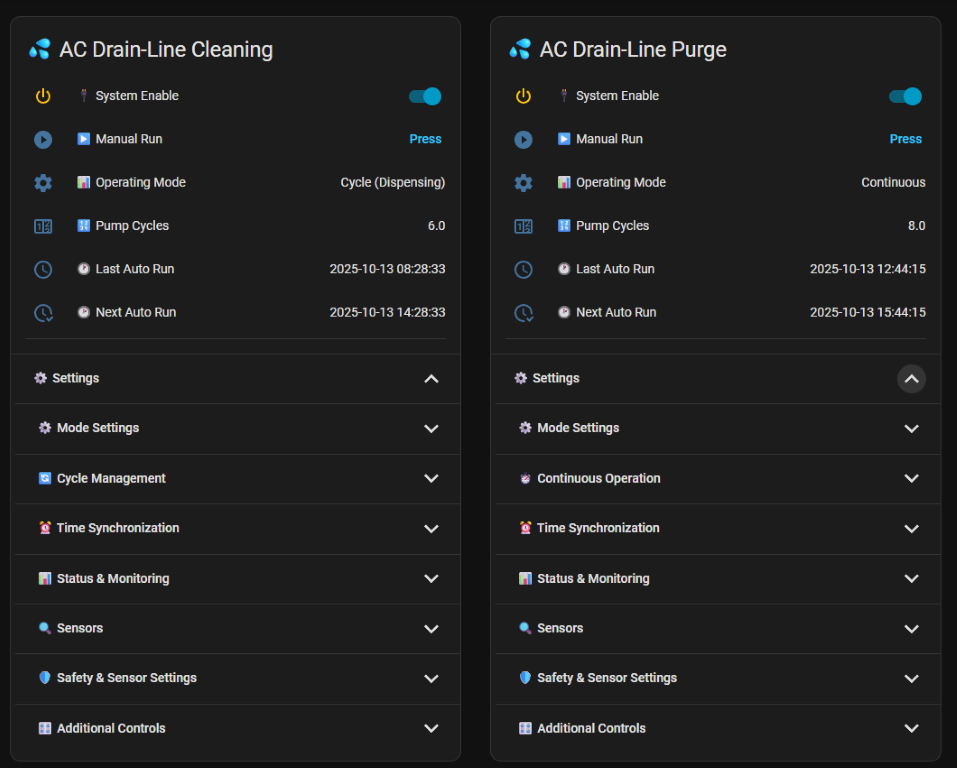 AC Drain-Line Cleaning
System Enable
Manual Run Press
Operating Mode Cycle (Dispensing)
Pump Cycles 6.0
Last Auto Run 2025-10-13 08:28:33
Next Auto Run 2025-10-13 14:28:33
Settings
Mode Settings
Cycle Management
Time Synchronization
Status & Monitoring
Sensors
Safety & Sensor Settings
Additional Controls
AC Drain-Line Purge
System Enable
Manual Run Press
Operating Mode Continuous
Pump Cycles 8.0
Last Auto Run 2025-10-13 12:44:15
Next Auto Run 2025-10-13 15:44:15
Settings
Mode Settings
Continuous Operation
Time Synchronization
Status & Monitoring
Sensors
Safety & Sensor Settings
Additional Controls